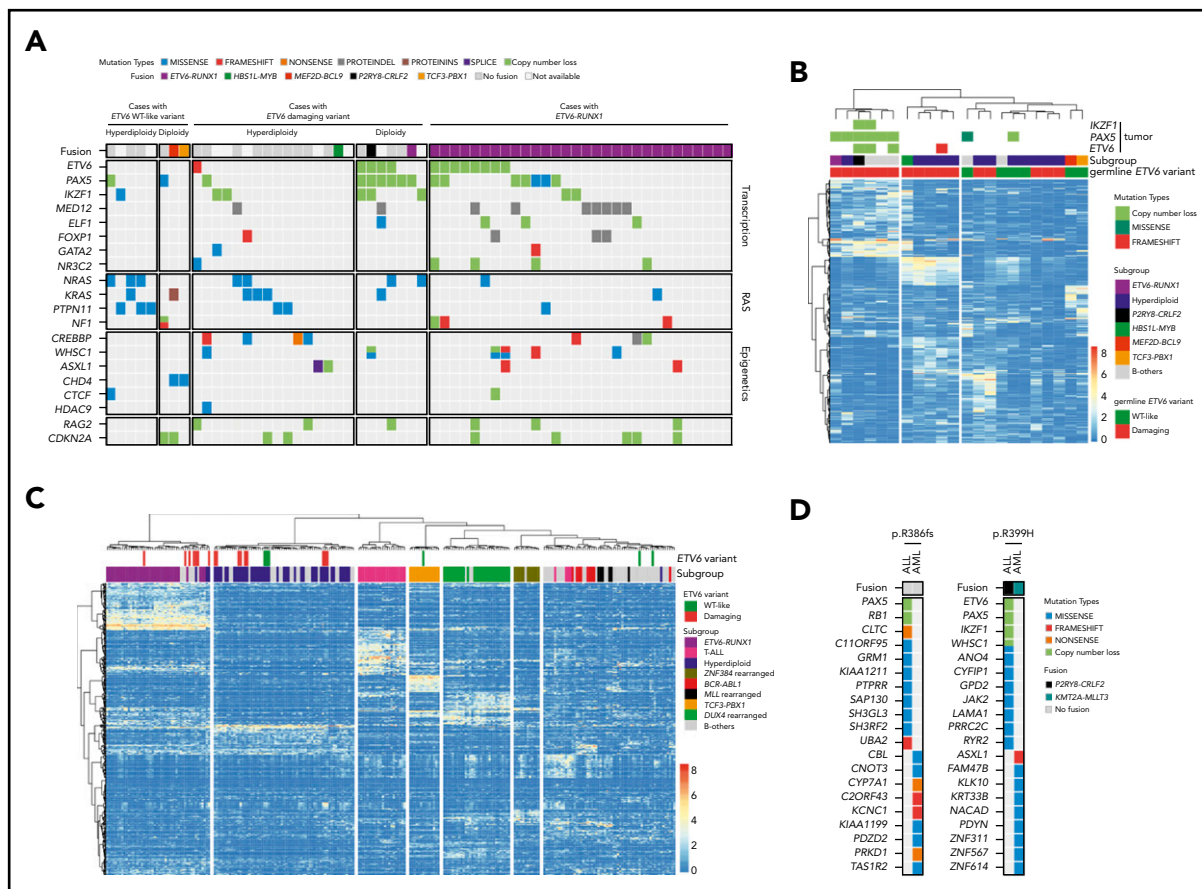 A
Mutation Types MISSENSE FRAMESHIFT NONSENSE PROTEINDEL PROTEININS SPLICE Copy number loss
Fusion ETV6-RUNX1 HBS1L-MYB MEF2D-BCL9 P2RY8-CRLF2 TCF3-PBX1 No fusion Not available
Cases with
ETV6 WT-like variant
Hyperdiploidy Diploidy
Cases with
ETV6 damaging variant
Hyperdiploidy Diploidy
Cases with
ETV6-RUNX1
Fusion
ETV6
PAX5
IKZF1
MED12
ELF1
FOXP1
GATA2
NR3C2
Transcription
NRAS
KRAS
PTPN11
NF1
RAS
CREBBP
WHSC1
ASXL1
CHD4
CTCF
HDAC9
Epigenetics
RAG2
CDKN2A
B
IKZF1
PAX5
ETV6
tumor
Subgroup
germline ETV6 variant
Mutation Types
Copy number loss
MISSENSE
FRAMESHIFT
Subgroup
ETV6-RUNX1
Hyperdiploid
P2RY8-CRLF2
HBS1L-MYB
MEF2D-BCL9
TCF3-PBX1
B-others
germline ETV6 variant
WT-like
Damaging
8
6
4
2
0
C
ETV6 variant
Subgroup
ETV6 variant
WT-like
Damaging
Subgroup
ETV6-RUNX1
T-ALL
Hyperdiploid
ZNF384 rearranged
BCR-ABL1
MLL rearranged
TCF3-PBX1
DUX4 rearranged
B-others
8
6
4
2
0
D
p.R386fs
ALL
AML
Fusion
PAX5
RB1
CLTC
C11ORF95
GRM1
KIAA1211
PTPRR
SAP130
SH3GL3
SH3RF2
UBA2
CBL
CNOT3
CYP7A1
C2ORF43
KCNC1
KIAA1199
PDZD2
PRKD1
TAS1R2
p.R399H
ALL
AML
Fusion
ETV6
PAX5
IKZF1
WHSC1
ANO4
CYFIP1
GPD2
JAK2
LAMA1
PRRC2C
RYR2
ASXL1
FAM47B
KLK10
KRT33B
NACAD
PDYN
ZNF311
ZNF567
ZNF614
Mutation Types
MISSENSE
FRAMESHIFT
NONSENSE
Copy number loss
Fusion
P2RY8-CRLF2
KMT2A-MLLT3
No fusion